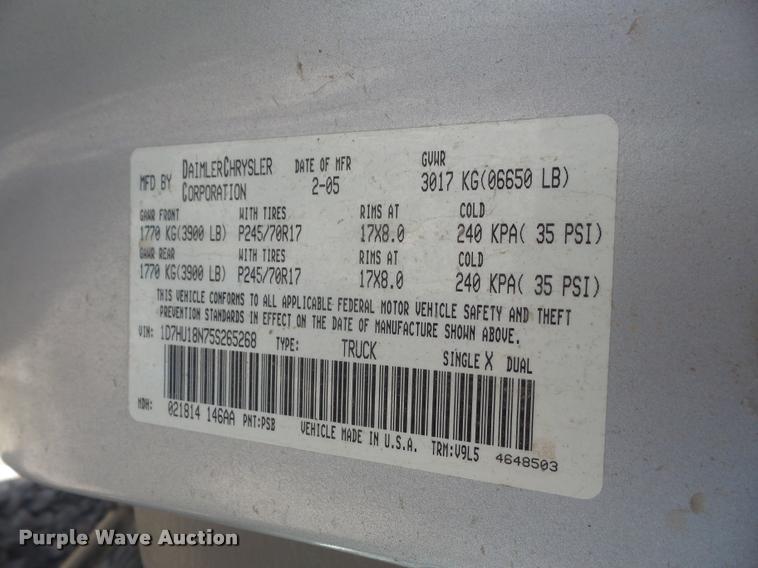 MFD BY DAIMLERCHRYSLER CORPORATION DATE OF MFR 2-05 GVWR 3017 KG(06650 LB)
GAWR FRONT WITH TIRES RIMS AT COLD
1770 KG(3900 LB) P245/70R17 17X8.0 240 KPA( 35 PSI)
GAWR REAR WITH TIRES RIMS AT COLD
1770 KG(3900 LB) P245/70R17 17X8.0 240 KPA( 35 PSI)
THIS VEHICLE CONFORMS TO ALL APPLICABLE FEDERAL MOTOR VEHICLE SAFETY AND THEFT
PREVENTION STANDARDS IN EFFECT ON THE DATE OF MANUFACTURE SHOWN ABOVE.
VIN: 1D7HU18N75S265268 TYPE: TRUCK SINGLE X DUAL
MDH: 021814 146AA PNT:PSB VEHICLE MADE IN U.S.A. TRM:V9L5 4648503
Purple Wave Auction